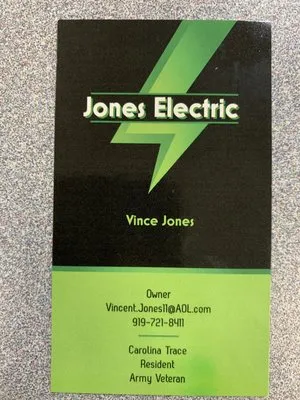 Jones Electric
Vince Jones
Owner
Vincent.Jones11@AOL.com
919-721-8411
Carolina Trace
Resident
Army Veteran